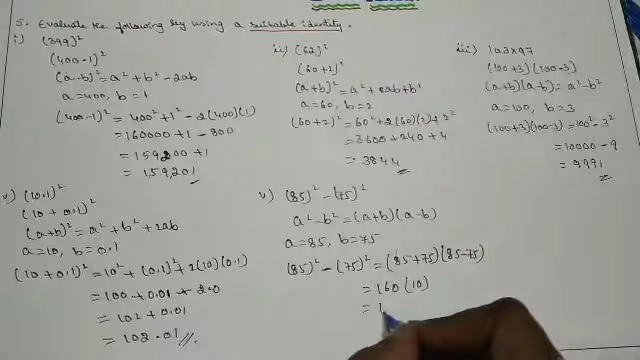 5. Evaluate the following by using a suitable identity.
i) (399)²
(400-1)²
(a-b)² = a² + b² - 2ab
a=400, b=1
(400-1)² = 400² + 1² - 2(400)(1)
= 160000 + 1 - 800
= 159200 + 1
= 1,59,201
ii) (62)²
(60+2)²
(a+b)² = a² + 2ab + b²
a=60, b=2
(60+2)² = 60² + 2(60)(2) + 2²
= 3600 + 240 + 4
= 3844
iii) 103×97
(100+3)(100-3)
(a+b)(a-b) = a² - b²
a=100, b=3
(100+3)(100-3) = 100² - 3²
= 10000 - 9
= 9991
v) (10.1)²
(10 + 0.1)²
(a+b)² = a² + b² + 2ab
a=10, b=0.1
(10 + 0.1)² = 10² + (0.1)² + 2(10)(0.1)
= 100 + 0.01 + 2.0
= 102 + 0.01
= 102.01
v) (85)² - (75)²
a² - b² = (a+b)(a-b)
a=85, b=75
(85)² - (75)² = (85+75)(85-75)
= 160(10)
= 1